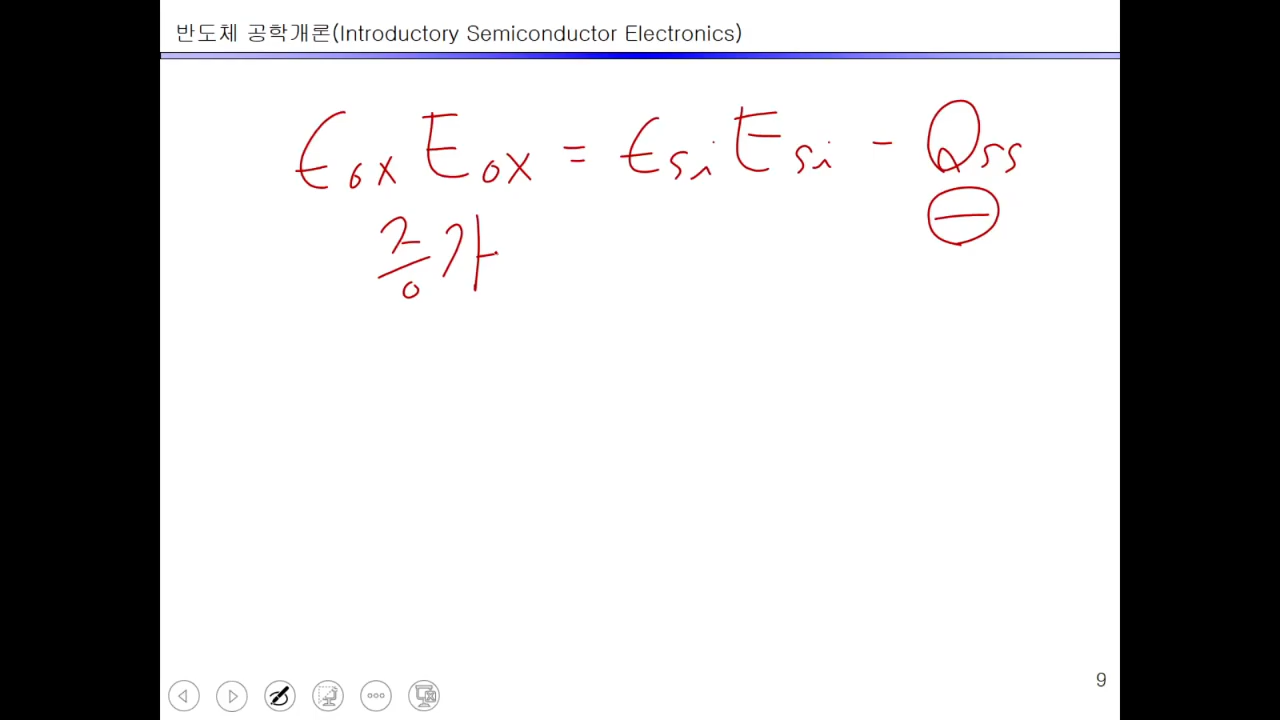 반도체 공학개론(Introductory Semiconductor Electronics)
ϵox Eox = ϵsi Esi - Qss
증가 ⊖
9